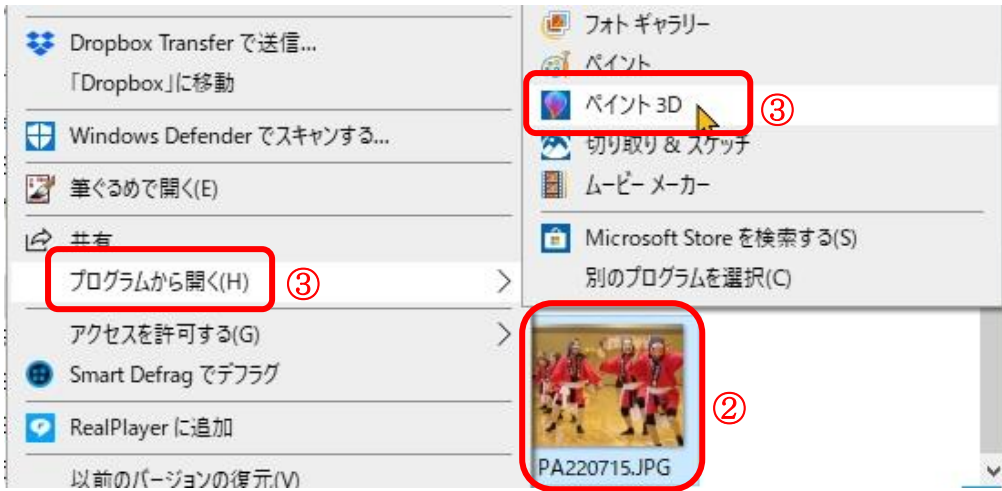 Dropbox Transfer で送信...
「Dropbox」に移動
Windows Defender でスキャンする...
筆ぐるめで開く(E)
共有
プログラムから開く(H)
③
アクセスを許可する(G)
Smart Defrag でデフラグ
RealPlayer に追加
以前のバージョンの復元(V)
フォト ギャラリー
ペイント
ペイント 3D
③
切り取り & スケッチ
ムービー メーカー
Microsoft Store を検索する(S)
別のプログラムを選択(C)
②
PA220715.JPG